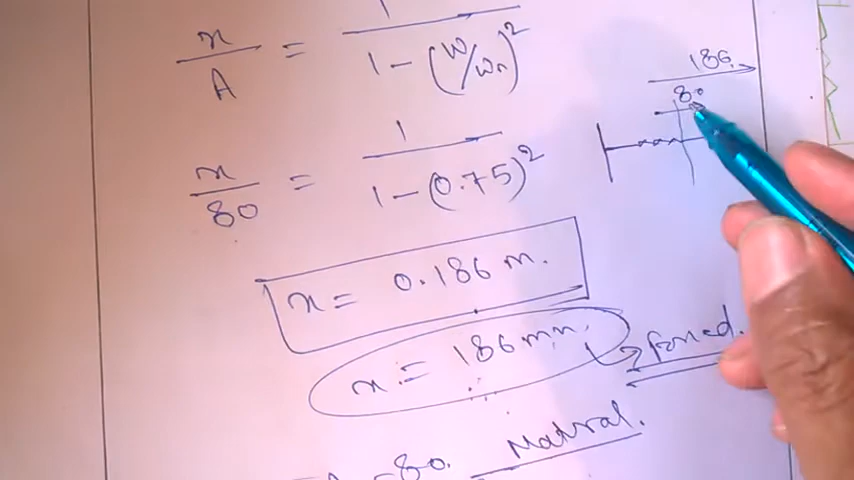 x/A = 1/(1-(W/Wn)²
186
80
x/80 = 1/(1-(0.75)²
x = 0.186 m.
x = 186 mm.
forced.
=80. Natural.